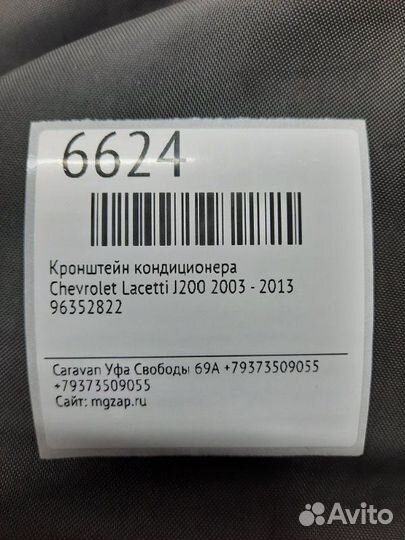 6624
Кронштейн кондиционера
Chevrolet Lacetti J200 2003 - 2013
96352822
Caravan Уфа Свободы 69А +79373509055
+79373509055
Сайт: mgzap.ru
Avito